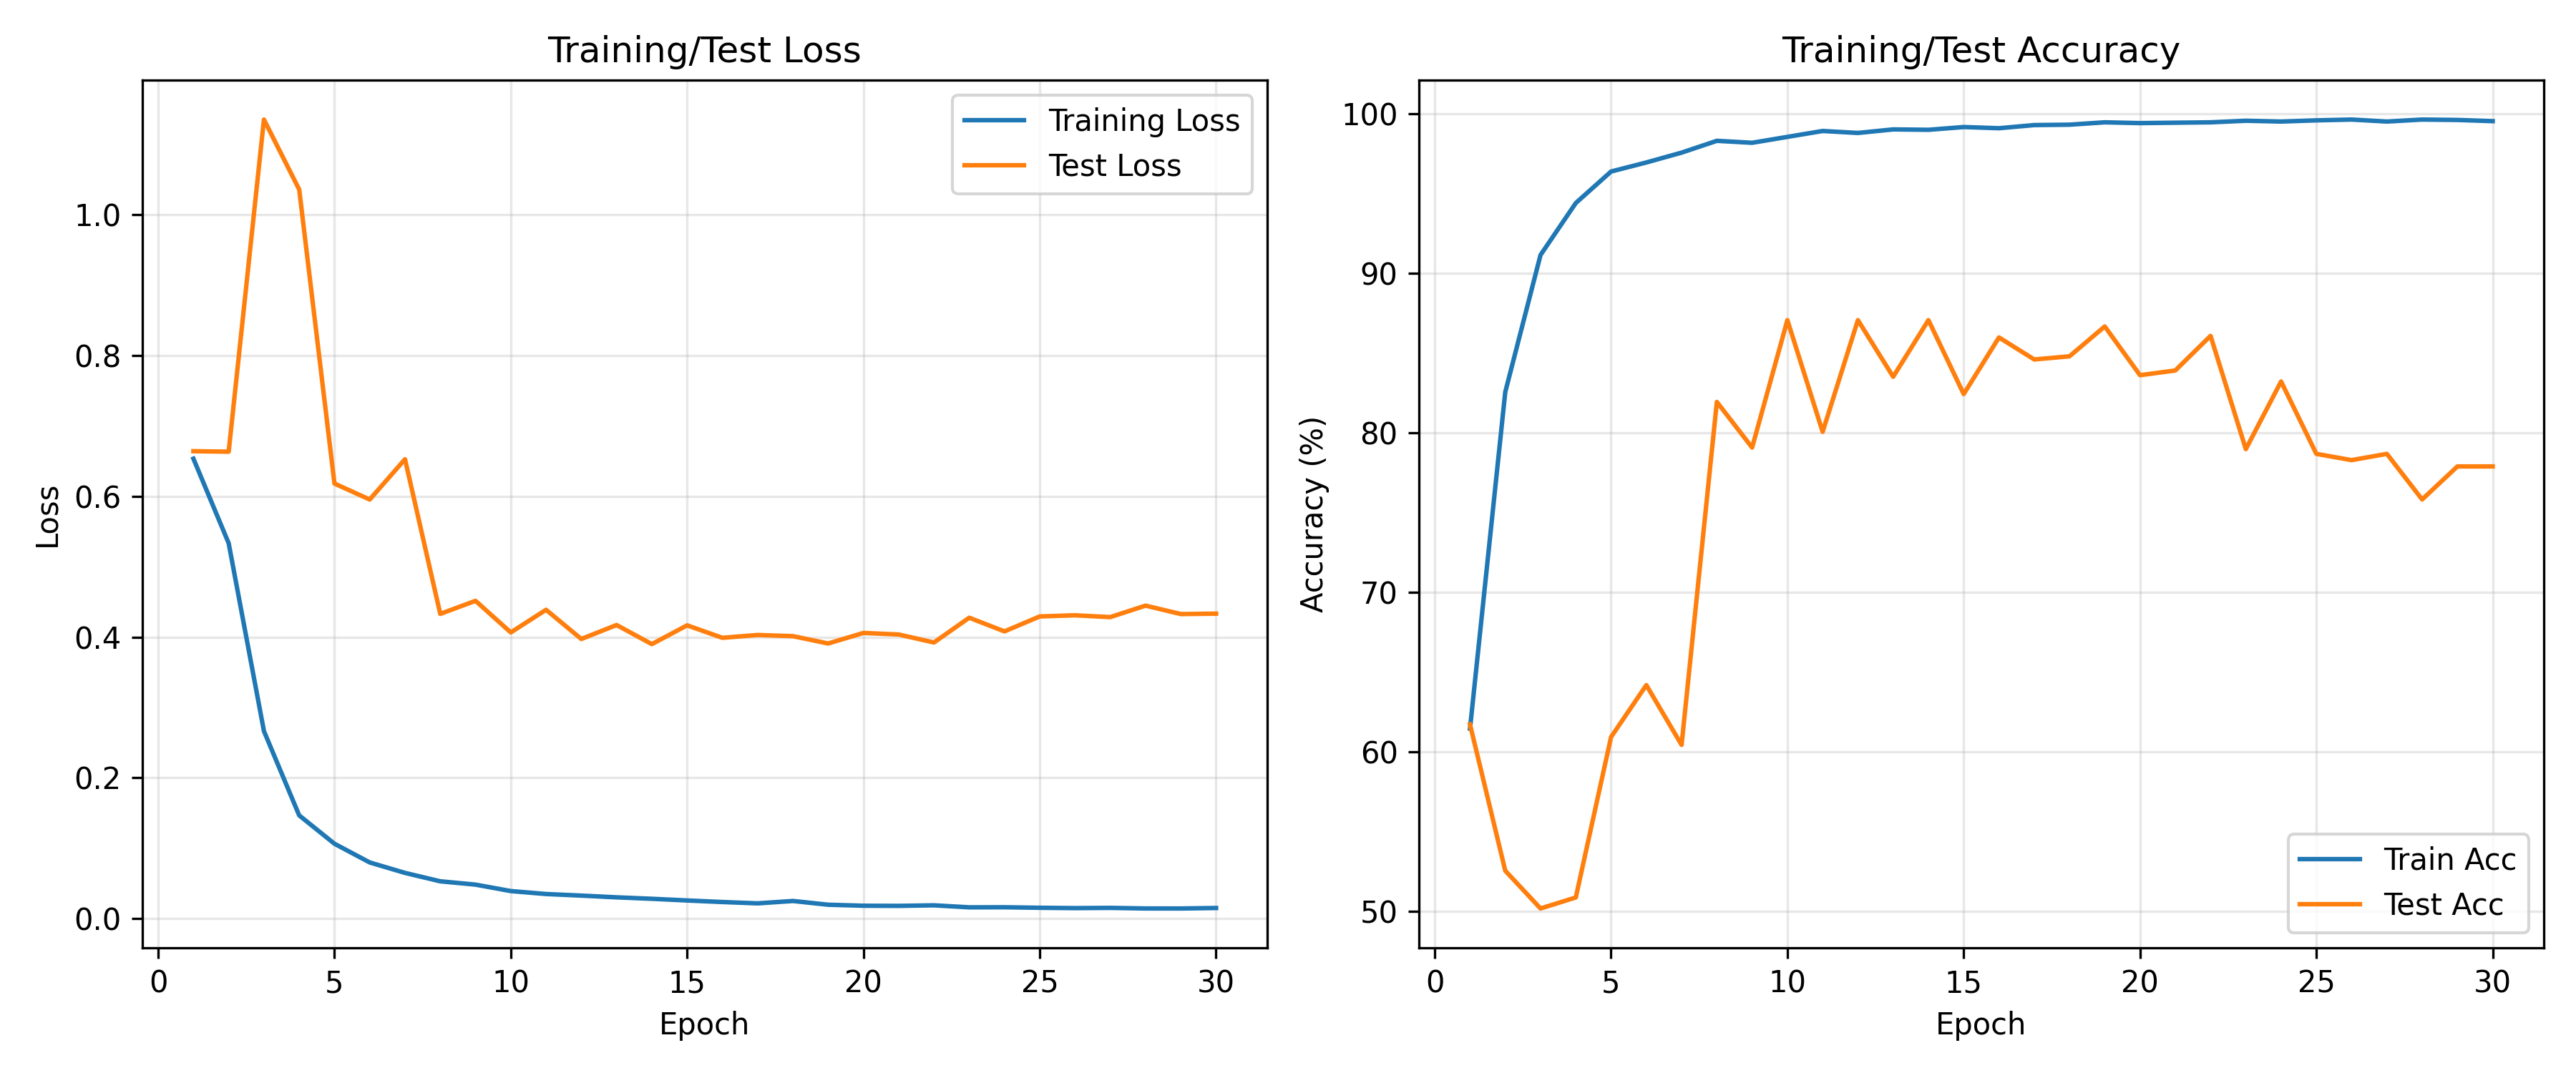 Training/Test Loss
Training Loss
Test Loss
Loss
1.0
0.8
0.6
0.4
0.2
0.0
0 5 10 15 20 25 30
Epoch
Training/Test Accuracy
Accuracy (%)
100
90
80
70
60
50
Train Acc
Test Acc
0 5 10 15 20 25 30
Epoch